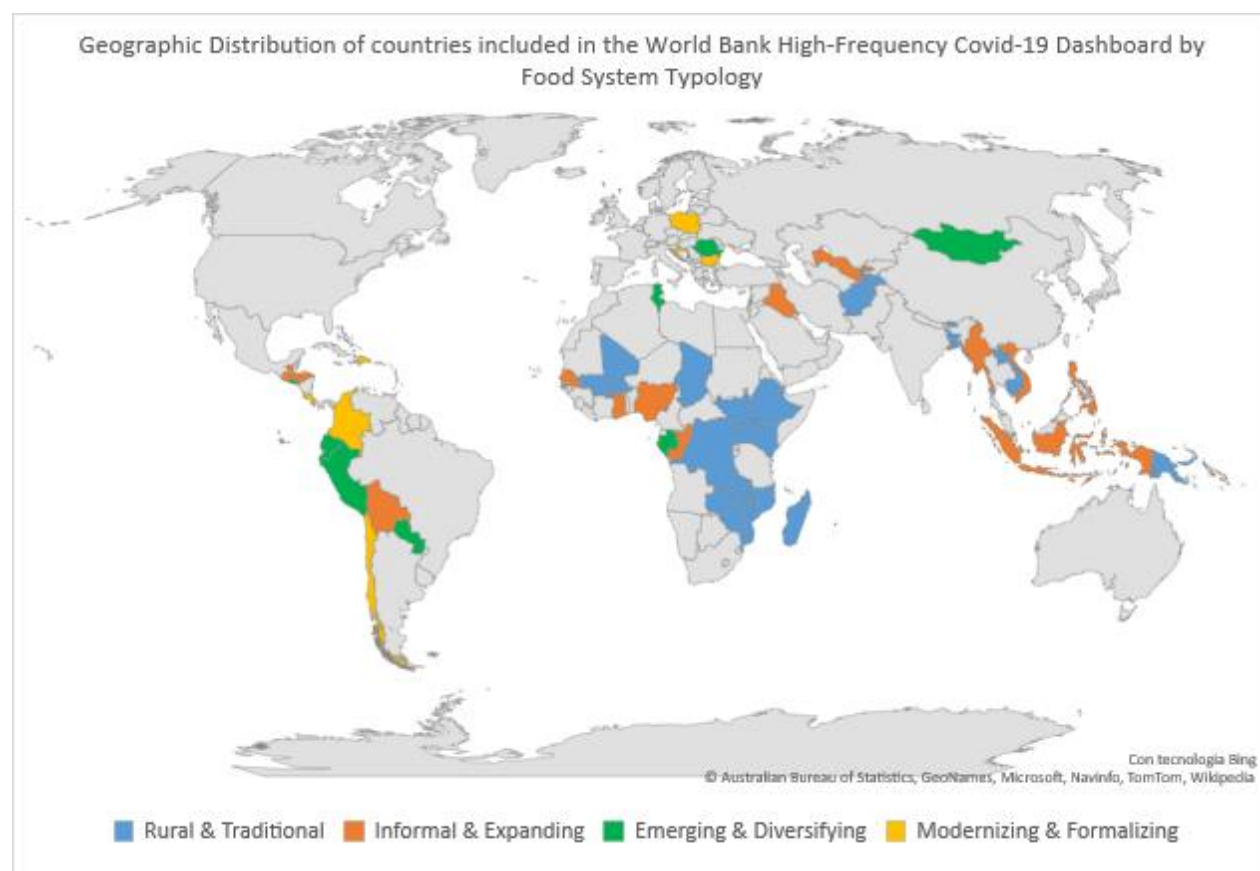 Geographic Distribution of countries included in the World Bank High-Frequency Covid-19 Dashboard by
Food System Typology
Con tecnologia Bing
© Australian Bureau of Statistics, GeoNames, Microsoft, Navinfo, TomTom, Wikipedia
Rural & Traditional
Informal & Expanding
Emerging & Diversifying
Modernizing & Formalizing